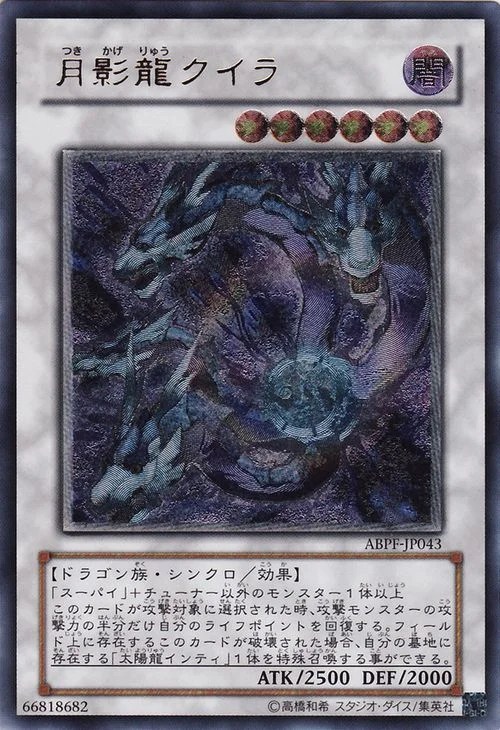 つき かげ りゅう
月影龍クイラ
闇
ABPF-JP043
【ドラゴン族・シンクロ／効果】
「スーパイ」+チューナー以外のモンスター1体以上
このカードが攻撃対象に選択された時、攻撃モンスターの攻
撃力の半分だけ自分のライフポイントを回復する。フィール
ド上に存在するこのカードが破壊された場合、自分の墓地に
存在する「太陽龍インティ」1体を特殊召喚する事ができる。
ATK/2500 DEF/2000
66818682
©高橋和希 スタジオ・ダイス/集英社